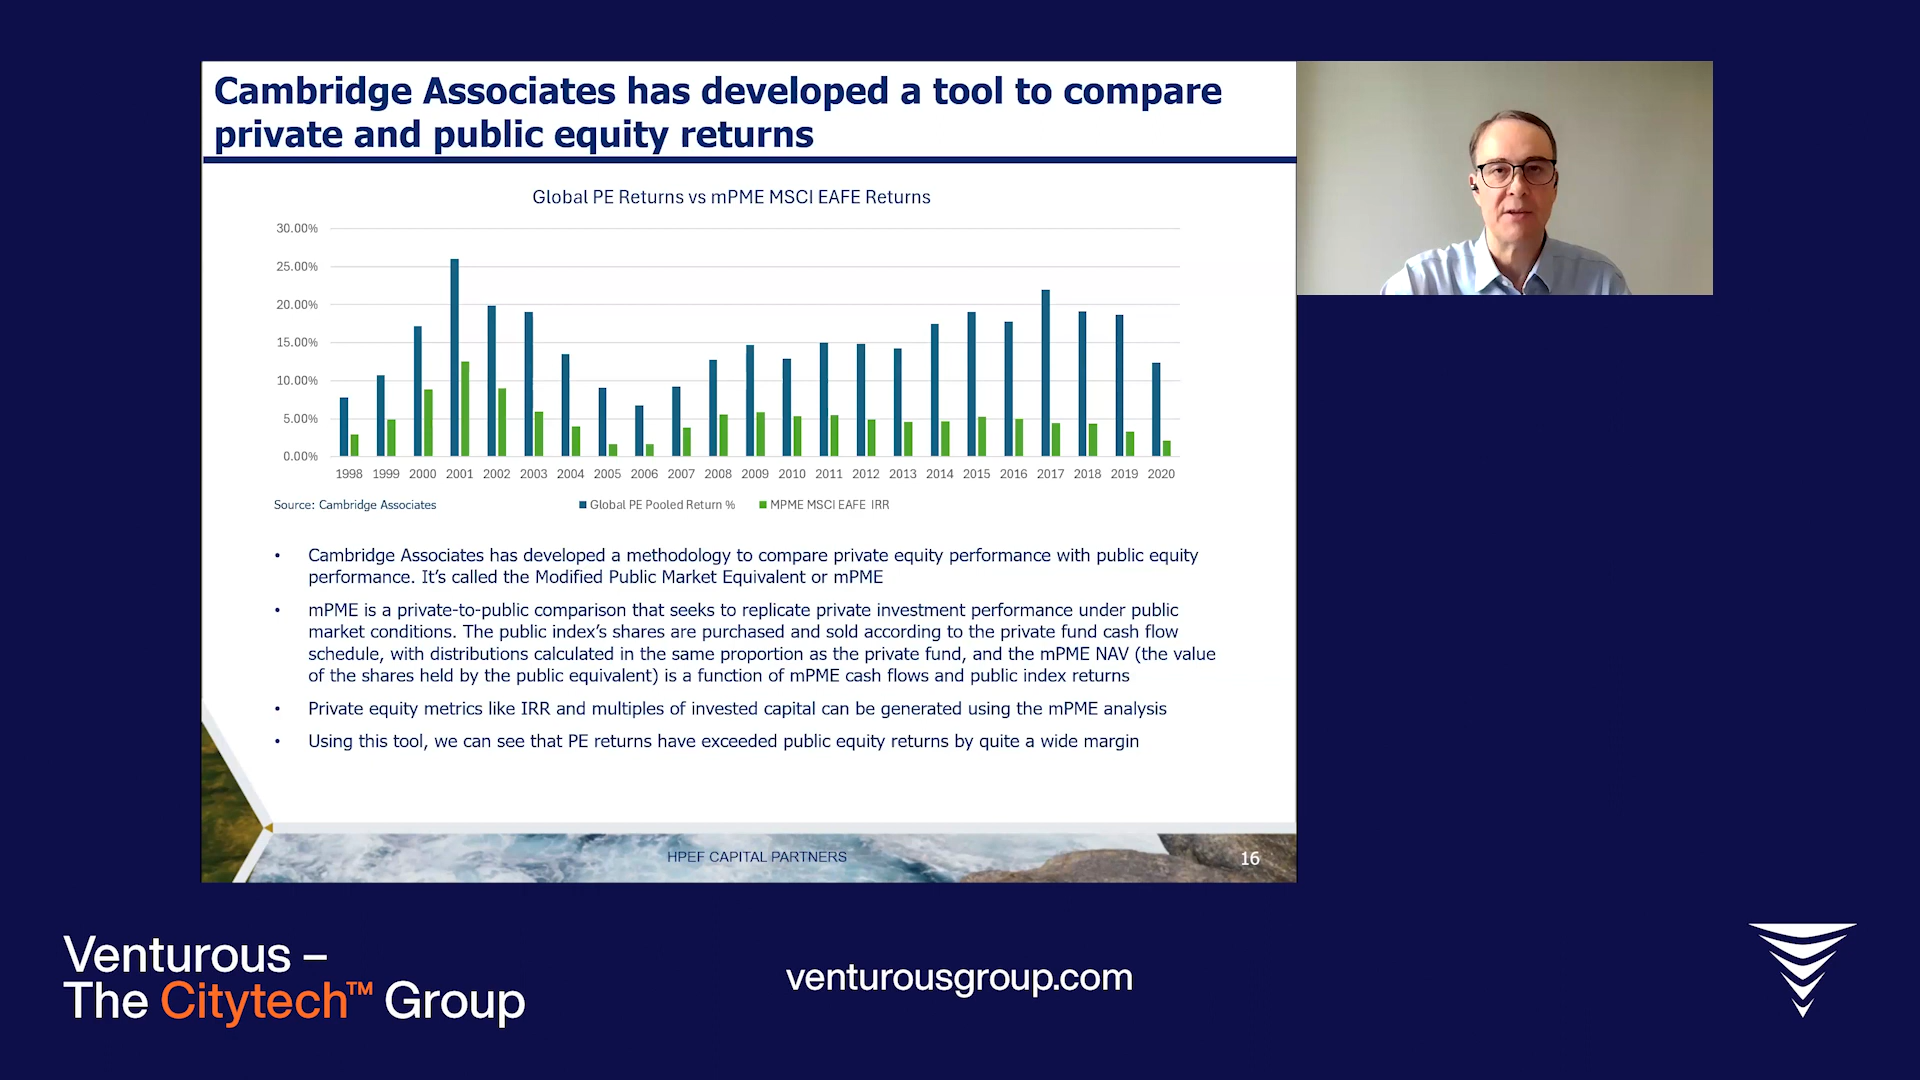 Cambridge Associates has developed a tool to compare
private and public equity returns
Global PE Returns vs mPME MSCI EAFE Returns
30.00%
25.00%
20.00%
15.00%
10.00%
5.00%
0.00%
1998 1999 2000 2001 2002 2003 2004 2005 2006 2007 2008 2009 2010 2011 2012 2013 2014 2015 2016 2017 2018 2019 2020
Source: Cambridge Associates
Global PE Pooled Return % MPME MSCI EAFE IRR
• Cambridge Associates has developed a methodology to compare private equity performance with public equity
performance. It’s called the Modified Public Market Equivalent or mPME
• mPME is a private-to-public comparison that seeks to replicate private investment performance under public
market conditions. The public index’s shares are purchased and sold according to the private fund cash flow
schedule, with distributions calculated in the same proportion as the private fund, and the mPME NAV (the value
of the shares held by the public equivalent) is a function of mPME cash flows and public index returns
• Private equity metrics like IRR and multiples of invested capital can be generated using the mPME analysis
• Using this tool, we can see that PE returns have exceeded public equity returns by quite a wide margin
HPEF CAPITAL PARTNERS
16
Venturous –
The Citytech™ Group
venturousgroup.com